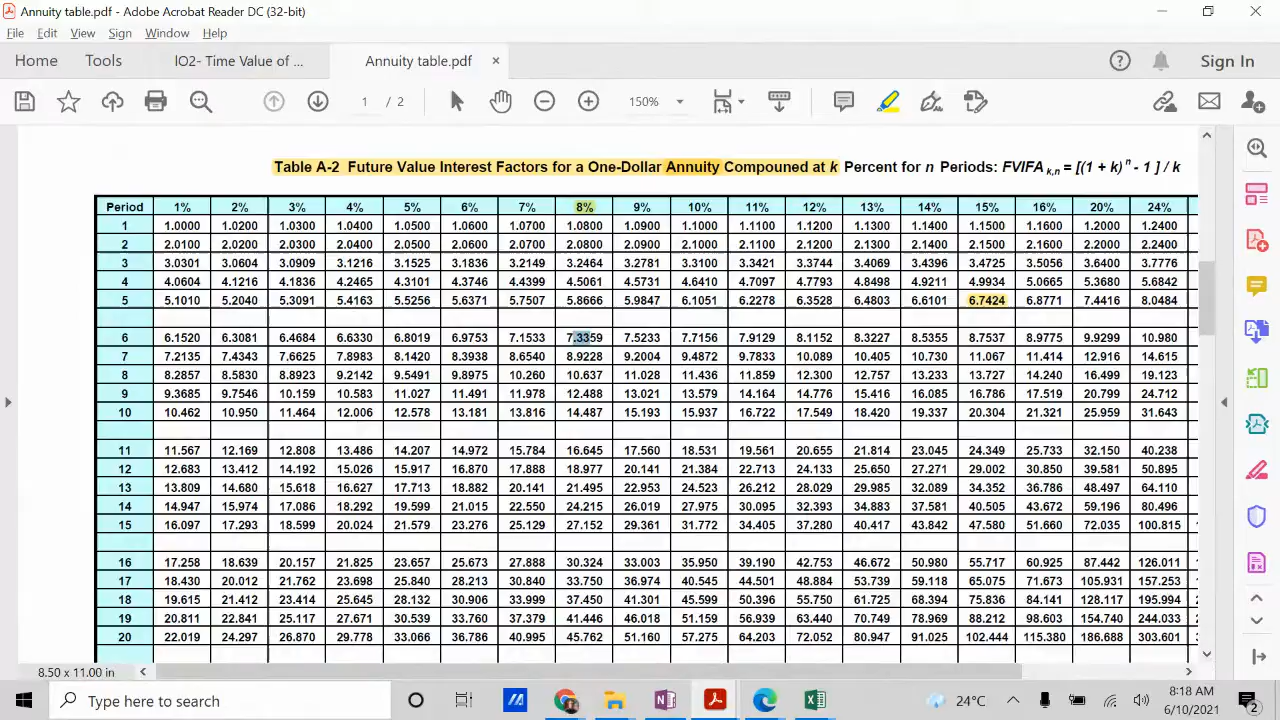 Annuity table.pdf - Adobe Acrobat Reader DC (32-bit)
File Edit View Sign Window Help
Home Tools IO2- Time Value of ... Annuity table.pdf × Sign In
1 / 2 150%
Table A-2 Future Value Interest Factors for a One-Dollar Annuity Compouned at k Percent for n Periods: FVIFA k,n = [(1 + k) n - 1 ] / k
Period 1% 2% 3% 4% 5% 6% 7% 8% 9% 10% 11% 12% 13% 14% 15% 16% 20% 24%
1 1.0000 1.0200 1.0300 1.0400 1.0500 1.0600 1.0700 1.0800 1.0900 1.1000 1.1100 1.1200 1.1300 1.1400 1.1500 1.1600 1.2000 1.2400
2 2.0100 2.0200 2.0300 2.0400 2.0500 2.0600 2.0700 2.0800 2.0900 2.1000 2.1100 2.1200 2.1300 2.1400 2.1500 2.1600 2.2000 2.2400
3 3.0301 3.0604 3.0909 3.1216 3.1525 3.1836 3.2149 3.2464 3.2781 3.3100 3.3421 3.3744 3.4069 3.4396 3.4725 3.5056 3.6400 3.7776
4 4.0604 4.1216 4.1836 4.2465 4.3101 4.3746 4.4399 4.5061 4.5731 4.6410 4.7097 4.7793 4.8498 4.9211 4.9934 5.0665 5.3680 5.6842
5 5.1010 5.2040 5.3091 5.4163 5.5256 5.6371 5.7507 5.8666 5.9847 6.1051 6.2278 6.3528 6.4803 6.6101 6.7424 6.8771 7.4416 8.0484
6 6.1520 6.3081 6.4684 6.6330 6.8019 6.9753 7.1533 7.3359 7.5233 7.7156 7.9129 8.1152 8.3227 8.5355 8.7537 8.9775 9.9299 10.980
7 7.2135 7.4343 7.6625 7.8983 8.1420 8.3938 8.6540 8.9228 9.2004 9.4872 9.7833 10.089 10.405 10.730 11.067 11.414 12.916 14.615
8 8.2857 8.5830 8.8923 9.2142 9.5491 9.8975 10.260 10.637 11.028 11.436 11.859 12.300 12.757 13.233 13.727 14.240 16.499 19.123
9 9.3685 9.7546 10.159 10.583 11.027 11.491 11.978 12.488 13.021 13.579 14.164 14.776 15.416 16.085 16.786 17.519 20.799 24.712
10 10.462 10.950 11.464 12.006 12.578 13.181 13.816 14.487 15.193 15.937 16.722 17.549 18.420 19.337 20.304 21.321 25.959 31.643
11 11.567 12.169 12.808 13.486 14.207 14.972 15.784 16.645 17.560 18.531 19.561 20.655 21.814 23.045 24.349 25.733 32.150 40.238
12 12.683 13.412 14.192 15.026 15.917 16.870 17.888 18.977 20.141 21.384 22.713 24.133 25.650 27.271 29.002 30.850 39.581 50.895
13 13.809 14.680 15.618 16.627 17.713 18.882 20.141 21.495 22.953 24.523 26.212 28.029 29.985 32.089 34.352 36.786 48.497 64.110
14 14.947 15.974 17.086 18.292 19.599 21.015 22.550 24.215 26.019 27.975 30.095 32.393 34.883 37.581 40.505 43.672 59.196 80.496
15 16.097 17.293 18.599 20.024 21.579 23.276 25.129 27.152 29.361 31.772 34.405 37.280 40.417 43.842 47.580 51.660 72.035 100.815
16 17.258 18.639 20.157 21.825 23.657 25.673 27.888 30.324 33.003 35.950 39.190 42.753 46.672 50.980 55.717 60.925 87.442 126.011
17 18.430 20.012 21.762 23.698 25.840 28.213 30.840 33.750 36.974 40.545 44.501 48.884 53.739 59.118 65.075 71.673 105.931 157.253
18 19.615 21.412 23.414 25.645 28.132 30.906 33.999 37.450 41.301 45.599 50.396 55.750 61.725 68.394 75.836 84.141 128.117 195.994
19 20.811 22.841 25.117 27.671 30.539 33.760 37.379 41.446 46.018 51.159 56.939 63.440 70.749 78.969 88.212 98.603 154.740 244.033
20 22.019 24.297 26.870 29.778 33.066 36.786 40.995 45.762 51.160 57.275 64.203 72.052 80.947 91.025 102.444 115.380 186.688 303.601
8.50 x 11.00 in
Type here to search 24°C 8:18 AM
6/10/2021 2